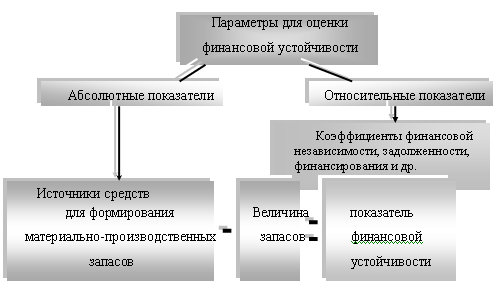 Параметры для оценки
финансовой устойчивости
Абсолютные показатели
Относительные показатели
Коэффициенты финансовой
независимости, задолженности,
финансирования и др.
Источники средств
для формирования
материально-производственных
запасов
-
Величина
запасов
=
показатель
финансовой
устойчивости